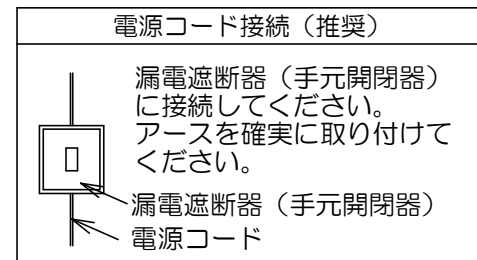 電源コード接続（推奨）
漏電遮断器（手元開閉器）
に接続してください。
アースを確実に取り付けて
ください。
漏電遮断器（手元開閉器）
電源コード